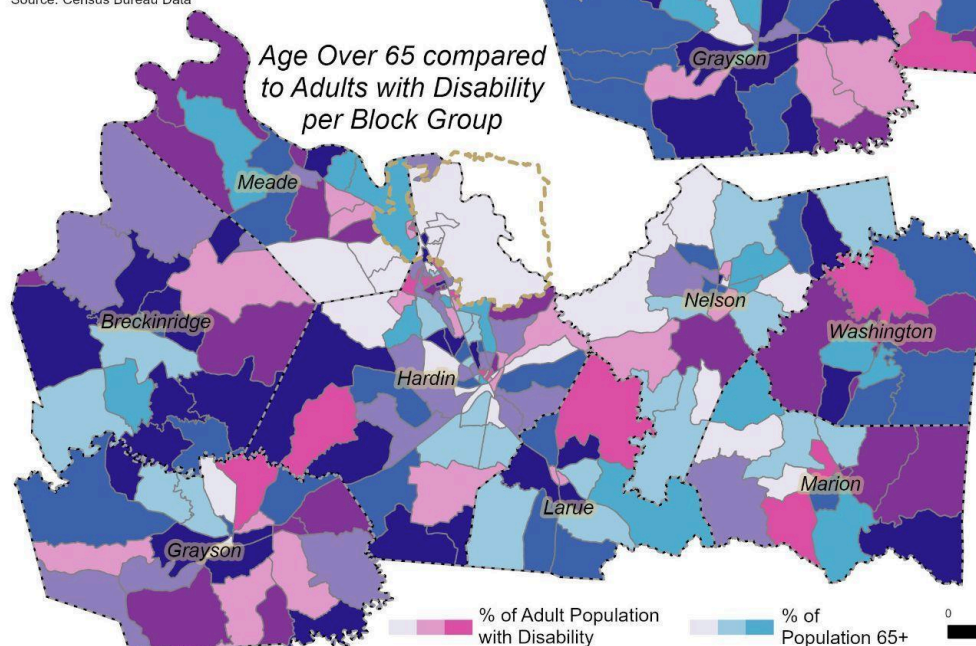 Source: Census Bureau Data
Grayson
Age Over 65 compared
to Adults with Disability
per Block Group
Meade
Breckinridge
Hardin
Nelson
Washington
Larue
Marion
Grayson
% of Adult Population
with Disability
% of
Population 65+
0